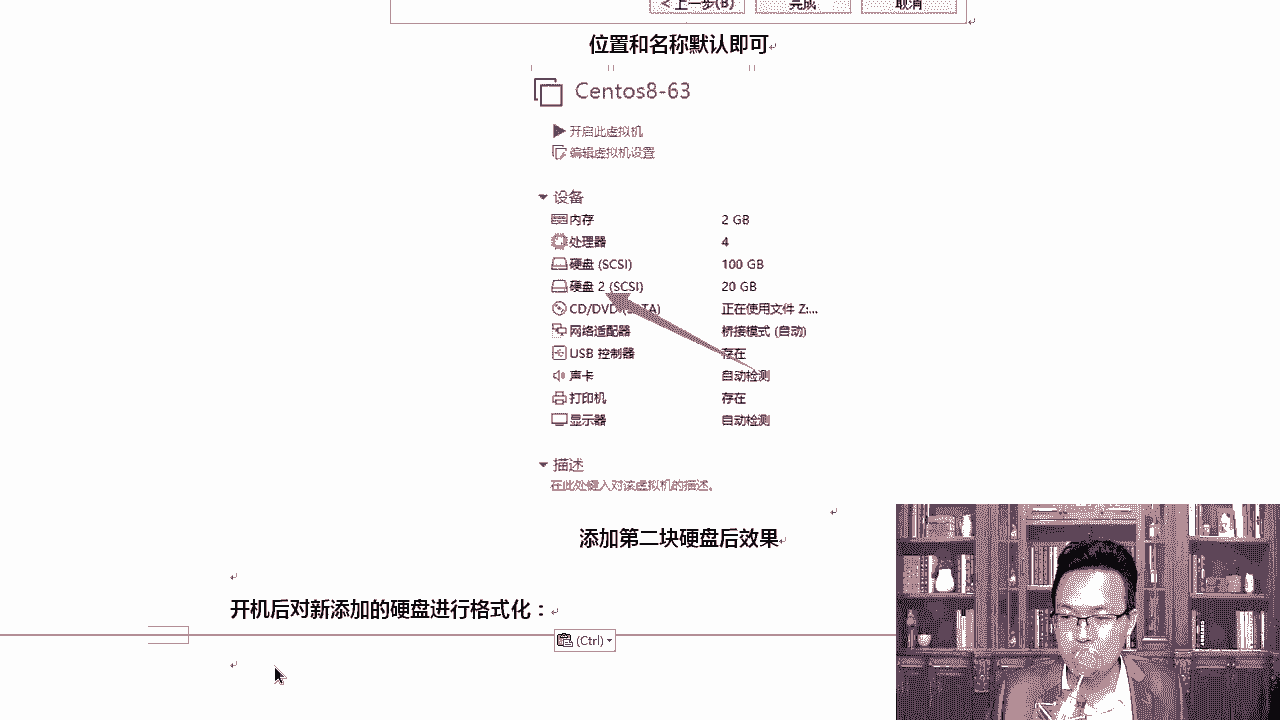 < 上一步(B) 完成 取消
位置和名称默认即可
Centos8-63
开启此虚拟机
编辑虚拟机设置
设备
内存 2 GB
处理器 4
硬盘 (SCSI) 100 GB
硬盘 2 (SCSI) 20 GB
CD/DVD (SATA) 正在使用文件 Z:...
网络适配器 桥接模式 (自动)
USB 控制器 存在
声卡 自动检测
打印机 存在
显示器 自动检测
描述
在此处键入对该虚拟机的描述。
添加第二块硬盘后效果
开机后对新添加的硬盘进行格式化：
(Ctrl)